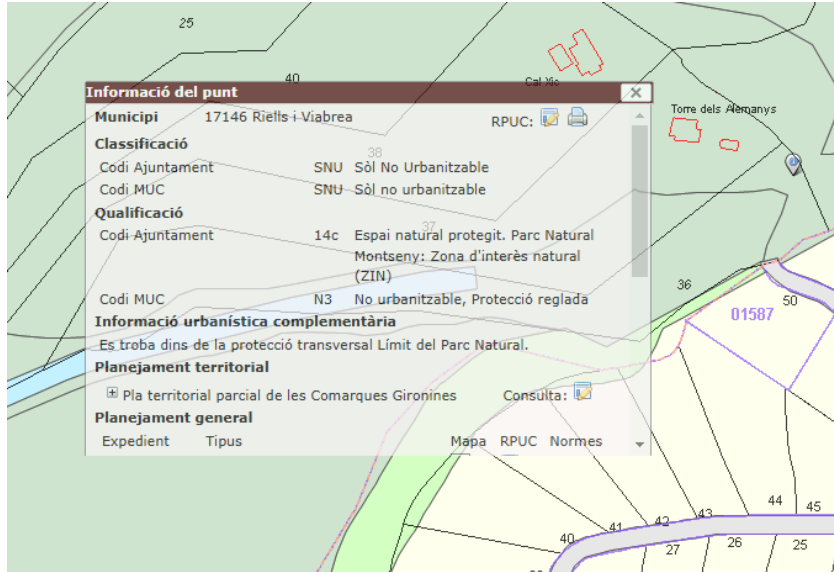 25
40
Cal Xic
Informació del punt
Torre dels Alemanys
Municipi 17146 Riells i Viabrea RPUC:
Classificació
38
Codi Ajuntament SNU Sòl No Urbanitzable
Codi MUC SNU Sòl no urbanitzable
Qualificació
37
Codi Ajuntament 14c Espai natural protegit. Parc Natural
Montseny: Zona d'interès natural
(ZIN)
Codi MUC N3 No urbanitzable, Protecció reglada
36
50
01587
Informació urbanística complementària
Es troba dins de la protecció transversal Límit del Parc Natural.
Planejament territorial
Pla territorial parcial de les Comarques Gironines Consulta:
Planejament general
Expedient Tipus Mapa RPUC Normes
44
45
43
42
41
40
27
26
25